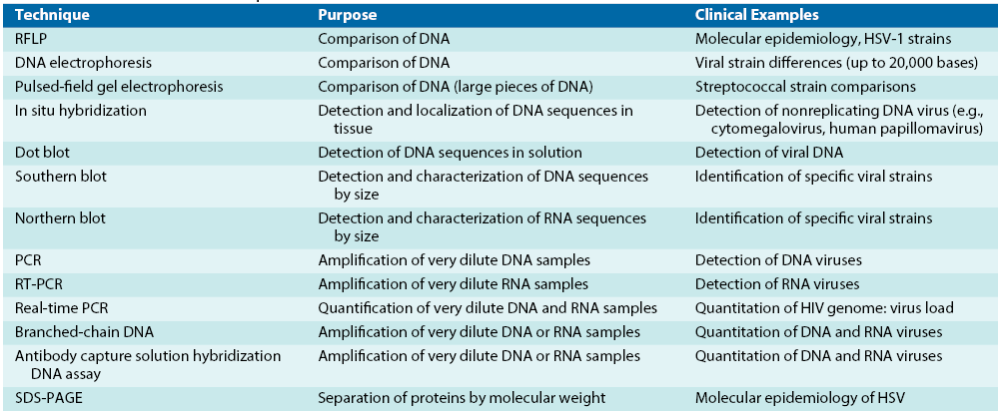 Technique Purpose Clinical Examples
RFLP Comparison of DNA Molecular epidemiology, HSV-1 strains
DNA electrophoresis Comparison of DNA Viral strain differences (up to 20,000 bases)
Pulsed-field gel electrophoresis Comparison of DNA (large pieces of DNA) Streptococcal strain comparisons
In situ hybridization Detection and localization of DNA sequences in Detection of nonreplicating DNA virus (e.g.,
tissue cytomegalovirus, human papillomavirus)
Dot blot Detection of DNA sequences in solution Detection of viral DNA
Southern blot Detection and characterization of DNA sequences Identification of specific viral strains
by size
Northern blot Detection and characterization of RNA sequences Identification of specific viral strains
by size
PCR Amplification of very dilute DNA samples Detection of DNA viruses
RT-PCR Amplification of very dilute RNA samples Detection of RNA viruses
Real-time PCR Quantification of very dilute DNA and RNA samples Quantitation of HIV genome: virus load
Branched-chain DNA Amplification of very dilute DNA or RNA samples Quantitation of DNA and RNA viruses
Antibody capture solution hybridization Amplification of very dilute DNA or RNA samples Quantitation of DNA and RNA viruses
DNA assay
SDS-PAGE Separation of proteins by molecular weight Molecular epidemiology of HSV